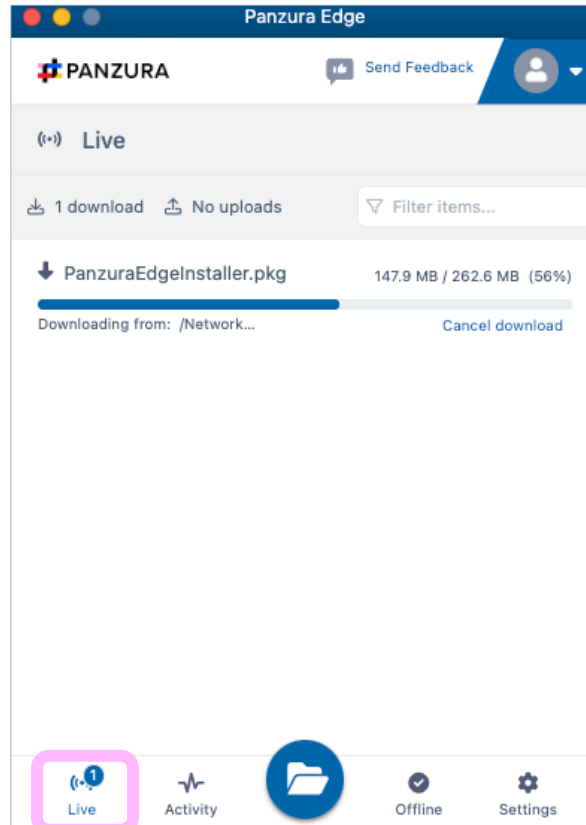 Panzura Edge
PANZURA
Send Feedback
Live
1 download No uploads
Filter items...
PanzuraEdgeInstaller.pkg 147.9 MB / 262.6 MB (56%)
Downloading from: /Network... Cancel download
1
Live Activity Offline Settings